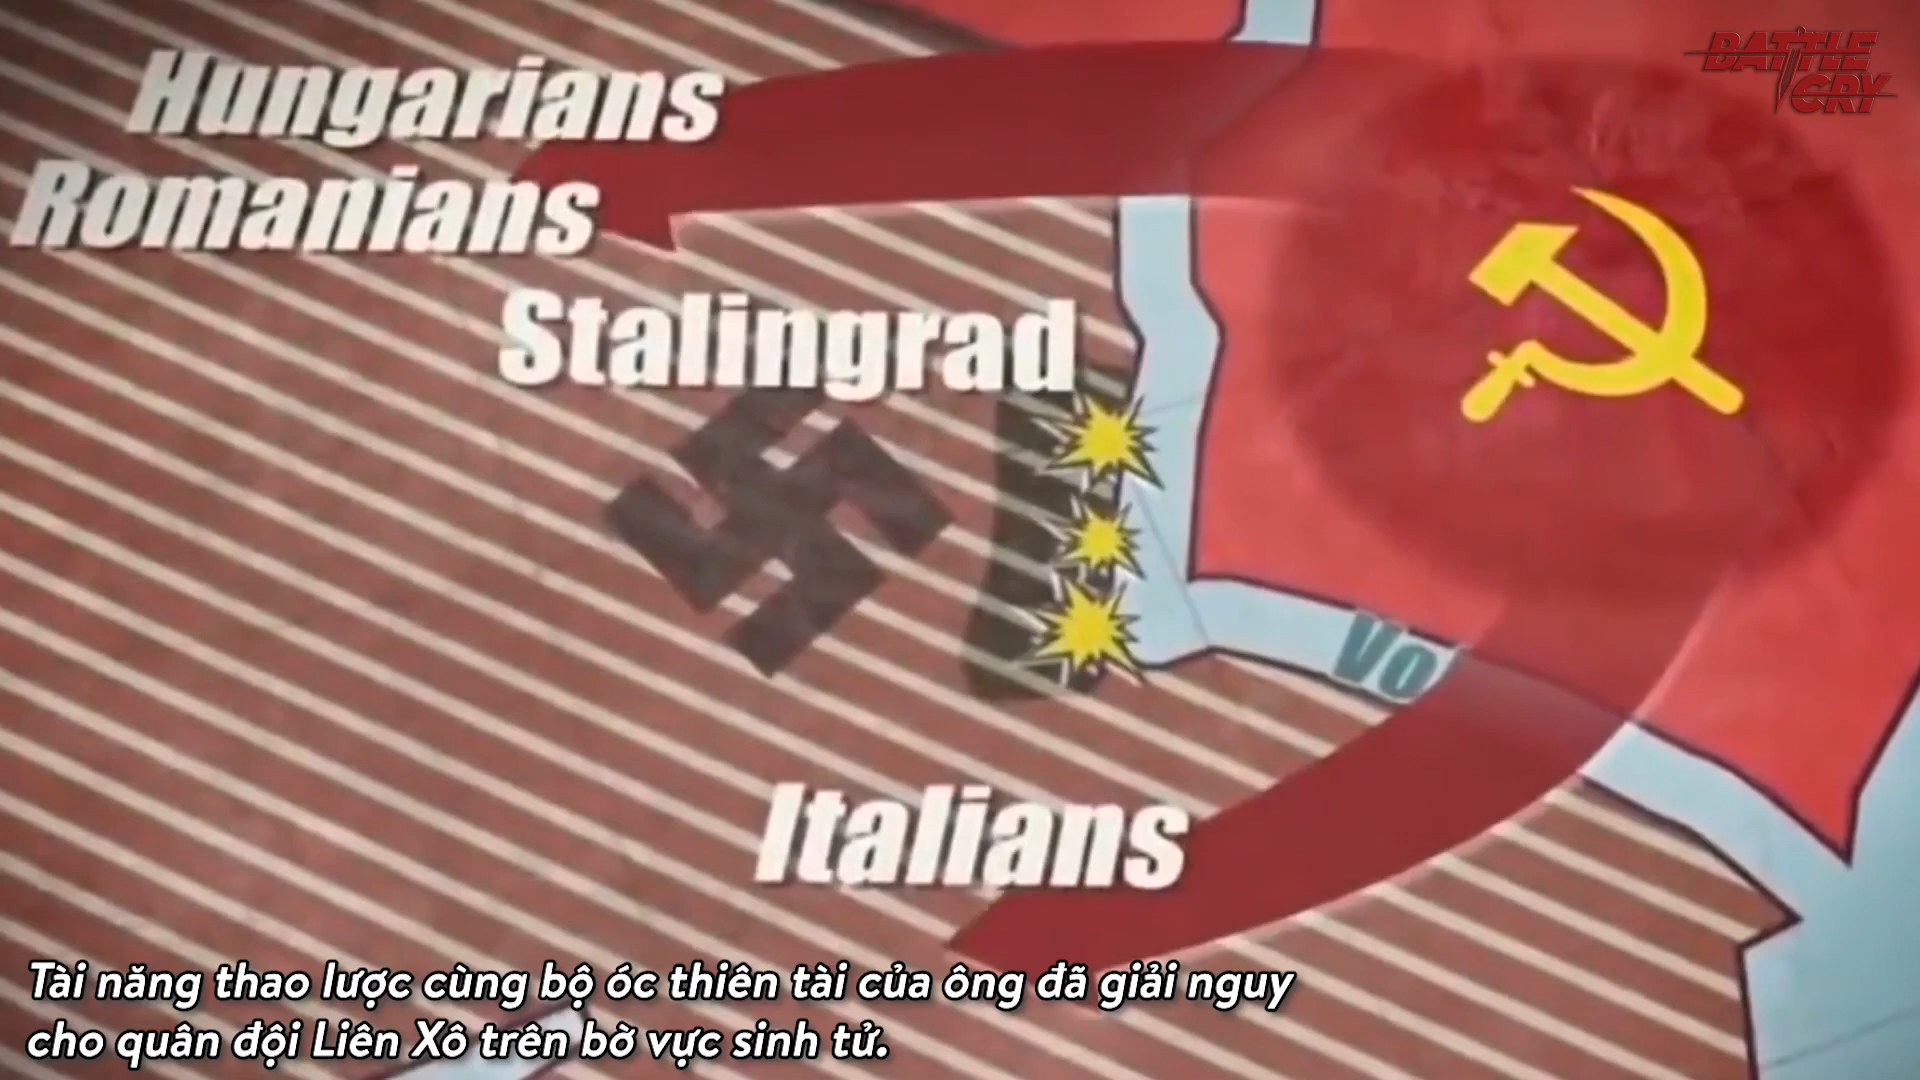 BATTLE
CRY
Hungarians
Romanians
Stalingrad
Vo
Italians
Tài năng thao lược cùng bộ óc thiên tài của ông đã giải nguy
cho quân đội Liên Xô trên bờ vực sinh tử.